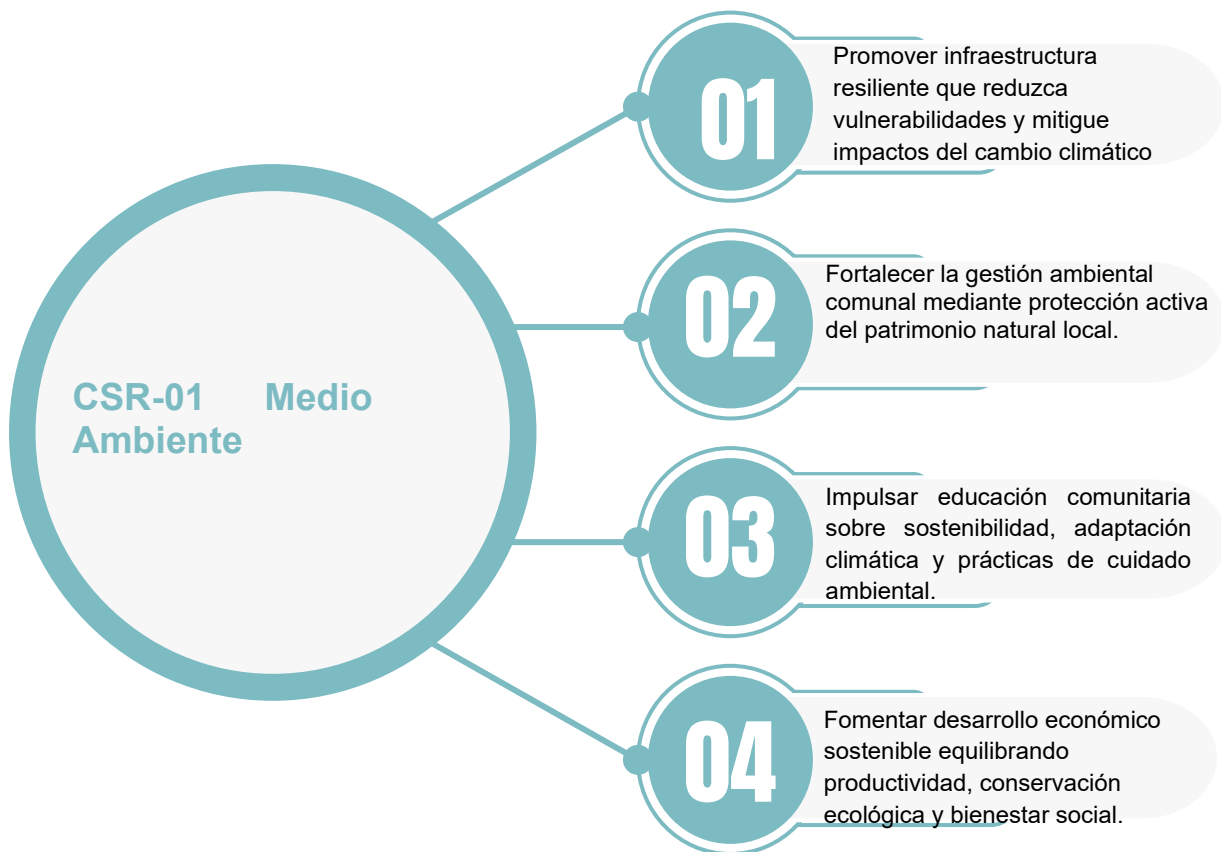 CSR-01 Medio
Ambiente
01
Promover infraestructura
resiliente que reduzca
vulnerabilidades y mitigue
impactos del cambio climático
02
Fortalecer la gestión ambiental
comunal mediante protección activa
del patrimonio natural local.
03
Impulsar educación comunitaria
sobre sostenibilidad, adaptación
climática y prácticas de cuidado
ambiental.
04
Fomentar desarrollo económico
sostenible equilibrando
productividad, conservación
ecológica y bienestar social.